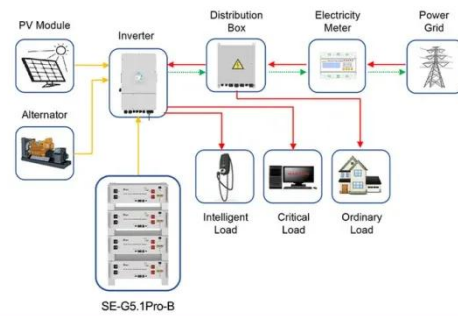 PV Module
Inverter
Distribution
Box
Electricity
Meter
Power
Grid
Alternator
Intelligent
Load
Critical
Load
Ordinary
Load
SE-G5.1Pro-B